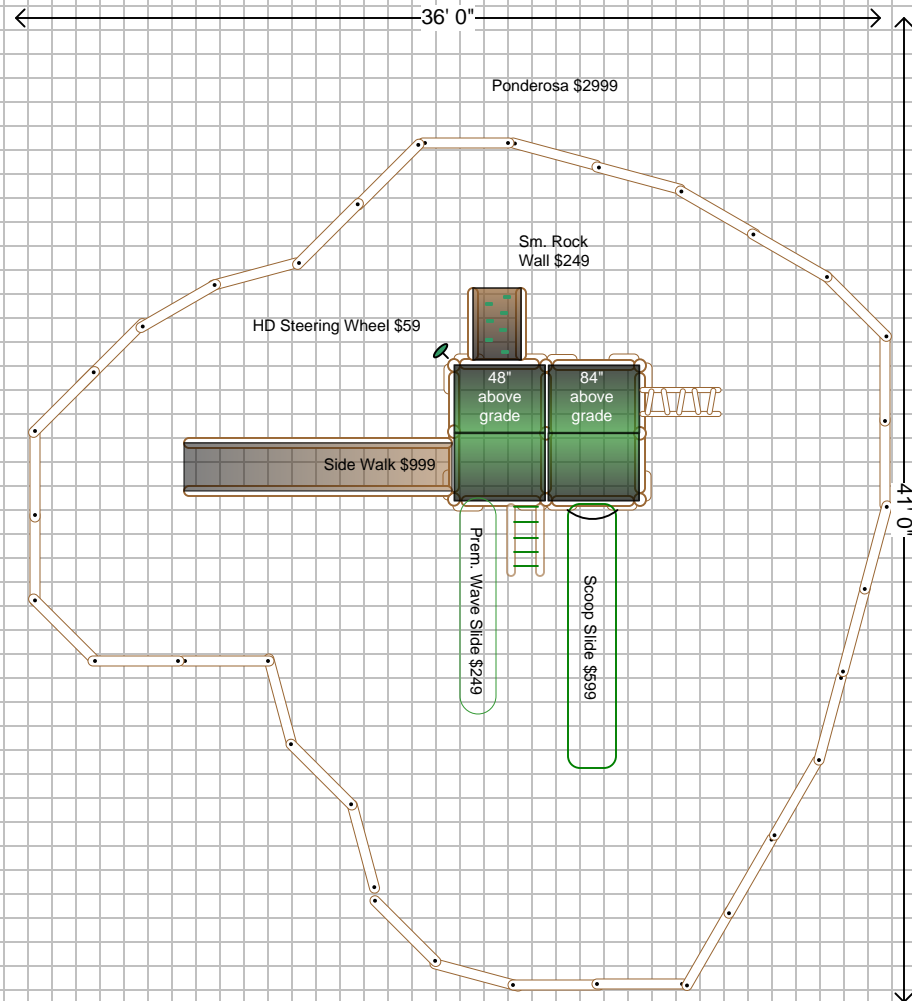 36' 0"
Ponderosa $2999
Sm. Rock
Wall $249
HD Steering Wheel $59
48"
above
grade
84"
above
grade
Side Walk $999
41' 0"
Prem. Wave Slide $249
Scoop Slide $599